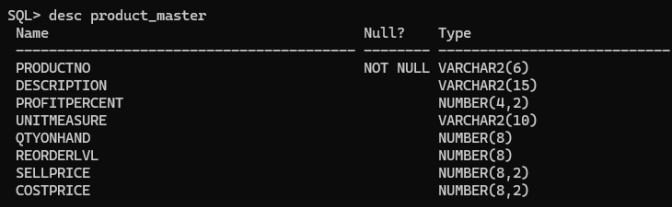 SQL> desc product_master
Name Null? Type
----------------------------------------- -------- ----------------------------
PRODUCTNO NOT NULL VARCHAR2(6)
DESCRIPTION VARCHAR2(15)
PROFITPERCENT NUMBER(4,2)
UNITMEASURE VARCHAR2(10)
QTYONHAND NUMBER(8)
REORDERLVL NUMBER(8)
SELLPRICE NUMBER(8,2)
COSTPRICE NUMBER(8,2)